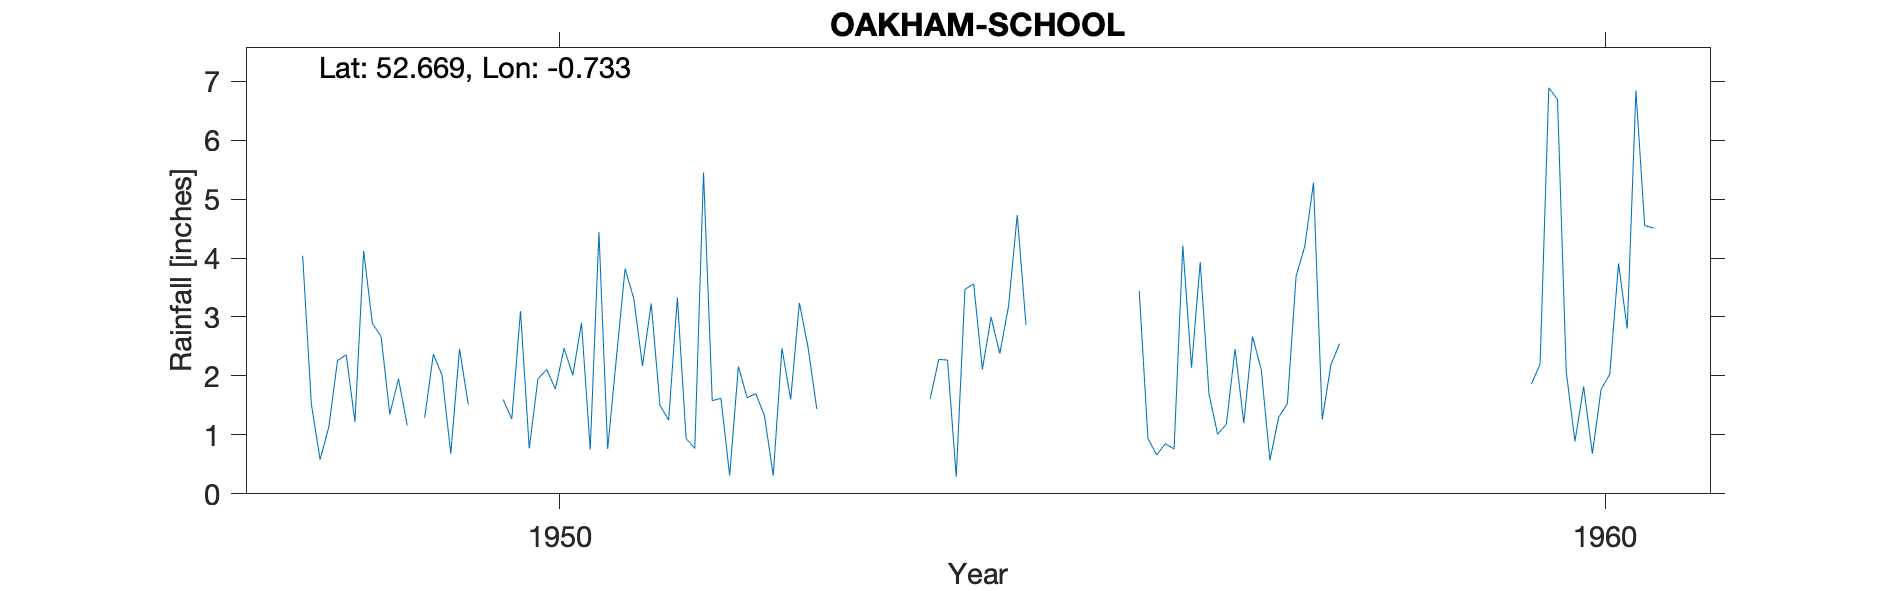 OAKHAM-SCHOOL
Lat: 52.669, Lon: -0.733
7
6
5
4
3
2
1
0
Rainfall [inches]
1950
1960
Year